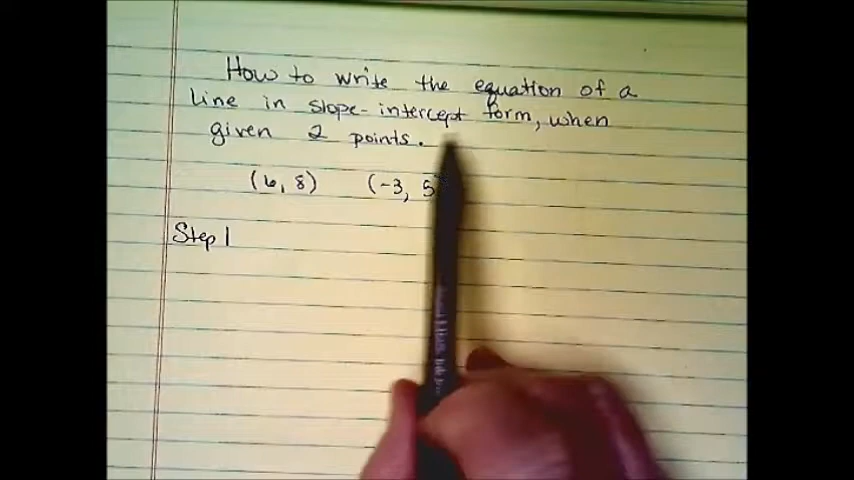 How to write the equation of a
line in slope-intercept form, when
given 2 points.
(6, 8) (-3, 5
Step 1